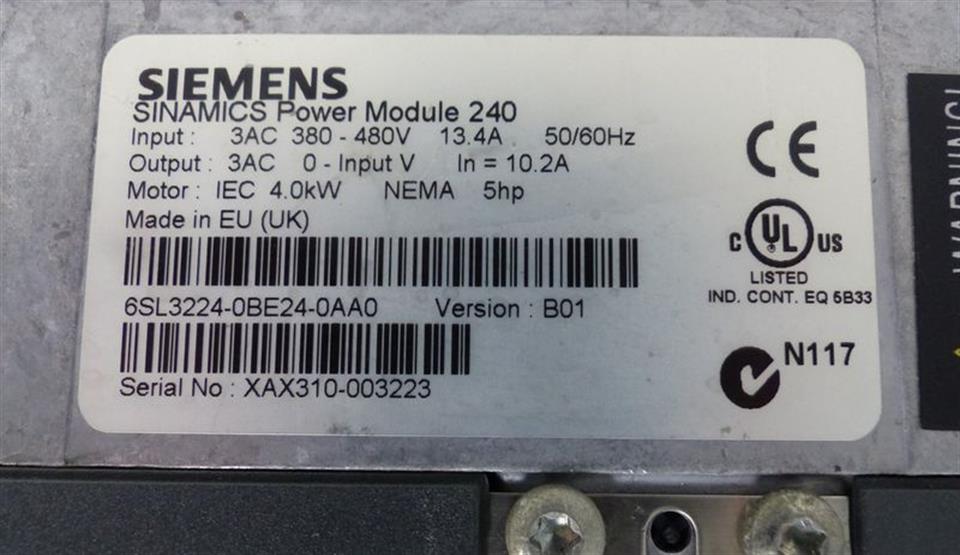 SIEMENS
SINAMICS Power Module 240
Input : 3AC 380 - 480V 13.4A 50/60Hz
Output : 3AC 0 - Input V In = 10.2A
Motor : IEC 4.0kW NEMA 5hp
Made in EU (UK)
6SL3224-0BE24-0AA0 Version : B01
Serial No : XAX310-003223
CE
C UL US
LISTED
IND. CONT. EQ 5B33
N117
WARNING!